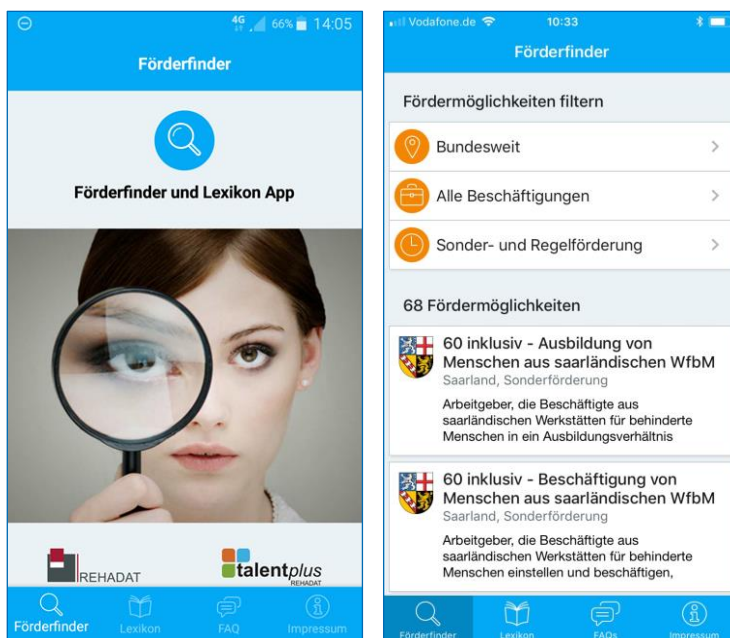 4G 66% 14:05
Förderfinder
Förderfinder und Lexikon App
REHADAT
talentplus
REHADAT
Förderfinder Lexikon FAQ Impressum
Vodafone.de 10:33
Förderfinder
Fördermöglichkeiten filtern
Bundesweit
Alle Beschäftigungen
Sonder- und Regelförderung
68 Fördermöglichkeiten
60 inklusiv - Ausbildung von
Menschen aus saarländischen WfbM
Saarland, Sonderförderung
Arbeitgeber, die Beschäftigte aus
saarländischen Werkstätten für behinderte
Menschen in ein Ausbildungsverhältnis
60 inklusiv - Beschäftigung von
Menschen aus saarländischen WfbM
Saarland, Sonderförderung
Arbeitgeber, die Beschäftigte aus
saarländischen Werkstätten für behinderte
Menschen einstellen und beschäftigen,
Förderfinder Lexikon FAQs Impressum